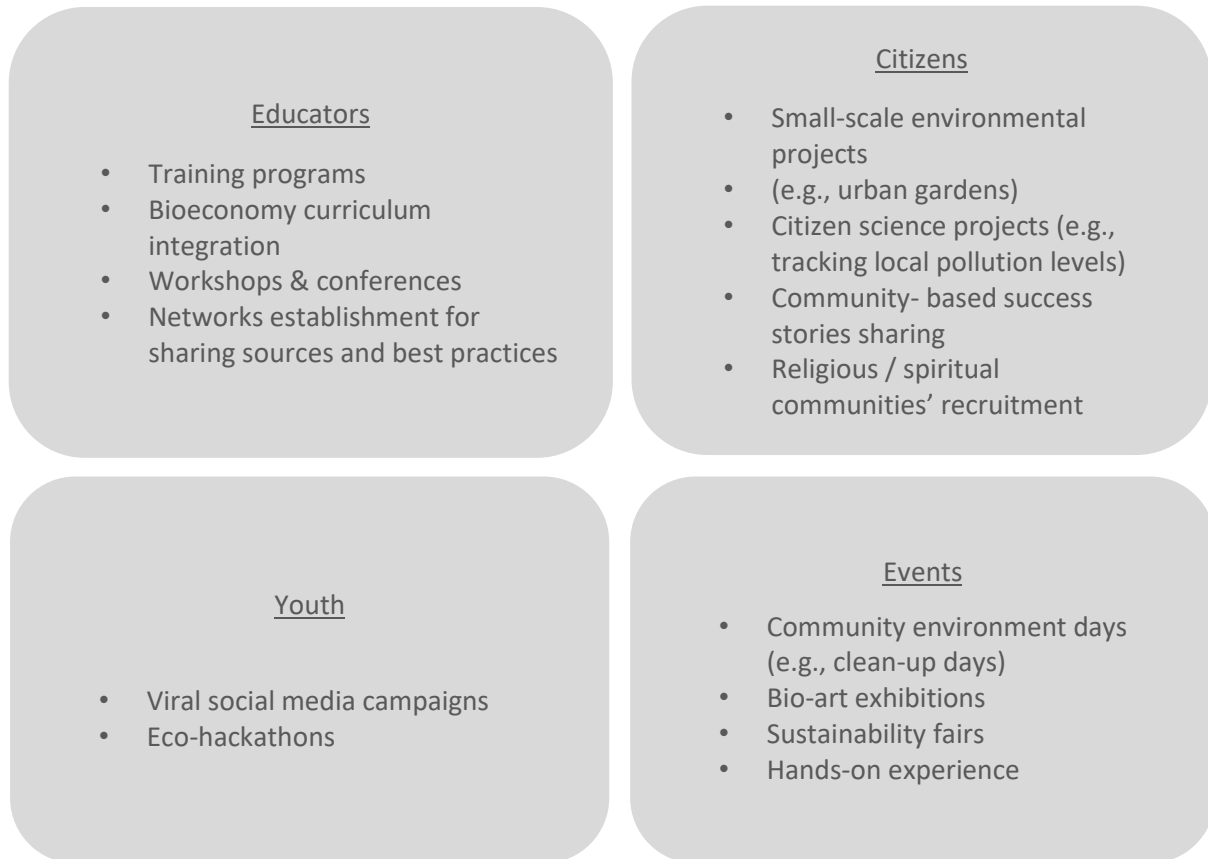 Educators
• Training programs
• Bioeconomy curriculum
integration
• Workshops & conferences
• Networks establishment for
sharing sources and best practices
Citizens
• Small-scale environmental
projects
• (e.g., urban gardens)
• Citizen science projects (e.g.,
tracking local pollution levels)
• Community- based success
stories sharing
• Religious / spiritual
communities’ recruitment
Youth
• Viral social media campaigns
• Eco-hackathons
Events
• Community environment days
(e.g., clean-up days)
• Bio-art exhibitions
• Sustainability fairs
• Hands-on experience